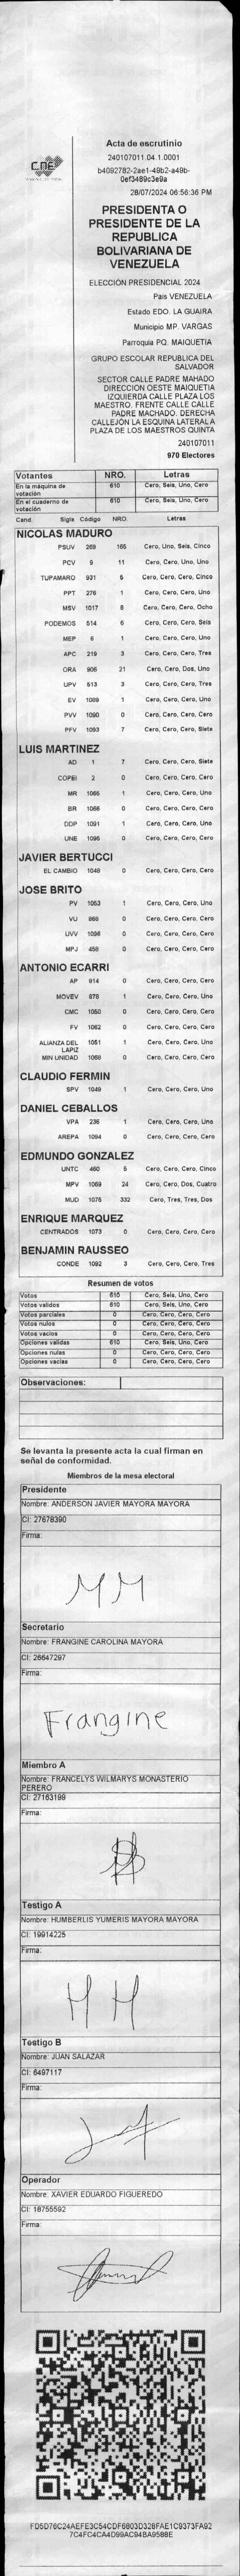 CNE
Acta de escrutinio
240107011.04.1.0001
b4092782-2ae1-49b2-a49b-
0ef3489c3e9a
28/07/2024 06:56:36 PM
PRESIDENTA O
PRESIDENTE DE LA
REPUBLICA
BOLIVARIANA DE
VENEZUELA
ELECCIÓN PRESIDENCIAL 2024
Pais VENEZUELA
Estado EDO. LA GUAIRA
Municipio MP. VARGAS
Parroquia PQ. MAIQUETIA
GRUPO ESCOLAR REPUBLICA DEL
SALVADOR
SECTOR CALLE PADRE MAHADO
DIRECCION OESTE MAIQUETIA
IZQUIERDA CALLE PLAZA LOS
MAESTRO. FRENTE CALLE CALLE
PADRE MACHADO. DERECHA
CALLEJÓN LA ESQUINA LATERAL A
PLAZA DE LOS MAESTROS QUINTA
240107011
970 Electores
Votantes NRO. Letras
En la máquina de votación 610 Cero, Seis, Uno, Cero
En el cuaderno de votación 610 Cero, Seis, Uno, Cero
Cand. Sigla Código NRO. Letras
NICOLAS MADURO
PSUV 269 165 Cero, Uno, Seis, Cinco
PCV 9 11 Cero, Cero, Uno, Uno
TUPAMARO 931 5 Cero, Cero, Cero, Cinco
PPT 276 1 Cero, Cero, Cero, Uno
MSV 1017 8 Cero, Cero, Cero, Ocho
PODEMOS 514 6 Cero, Cero, Cero, Seis
MEP 6 1 Cero, Cero, Cero, Uno
APC 219 3 Cero, Cero, Cero, Tres
ORA 906 21 Cero, Cero, Dos, Uno
UPV 513 3 Cero, Cero, Cero, Tres
EV 1089 1 Cero, Cero, Cero, Uno
PVV 1090 0 Cero, Cero, Cero, Cero
PFV 1093 7 Cero, Cero, Cero, Siete
LUIS MARTINEZ
AD 1 7 Cero, Cero, Cero, Siete
COPEI 2 0 Cero, Cero, Cero, Cero
MR 1065 1 Cero, Cero, Cero, Uno
BR 1066 0 Cero, Cero, Cero, Cero
DDP 1091 1 Cero, Cero, Cero, Uno
UNE 1095 0 Cero, Cero, Cero, Cero
JAVIER BERTUCCI
EL CAMBIO 1048 0 Cero, Cero, Cero, Cero
JOSE BRITO
PV 1053 1 Cero, Cero, Cero, Uno
VU 868 0 Cero, Cero, Cero, Cero
UVV 1096 0 Cero, Cero, Cero, Cero
MPJ 458 0 Cero, Cero, Cero, Cero
ANTONIO ECARRI
AP 914 0 Cero, Cero, Cero, Cero
MOVEV 878 1 Cero, Cero, Cero, Uno
CMC 1050 0 Cero, Cero, Cero, Cero
FV 1062 0 Cero, Cero, Cero, Cero
ALIANZA DEL LAPIZ 1051 1 Cero, Cero, Cero, Uno
MIN UNIDAD 1068 0 Cero, Cero, Cero, Cero
CLAUDIO FERMIN
SPV 1049 1 Cero, Cero, Cero, Uno
DANIEL CEBALLOS
VPA 236 1 Cero, Cero, Cero, Uno
AREPA 1094 0 Cero, Cero, Cero, Cero
EDMUNDO GONZALEZ
UNTC 460 5 Cero, Cero, Cero, Cinco
MPV 1069 24 Cero, Cero, Dos, Cuatro
MUD 1075 332 Cero, Tres, Tres, Dos
ENRIQUE MARQUEZ
CENTRADOS 1073 0 Cero, Cero, Cero, Cero
BENJAMIN RAUSSEO
CONDE 1092 3 Cero, Cero, Cero, Tres
Resumen de votos
Votos 610 Cero, Seis, Uno, Cero
Votos validos 610 Cero, Seis, Uno, Cero
Votos parciales 0 Cero, Cero, Cero, Cero
Votos nulos 0 Cero, Cero, Cero, Cero
Votos vacios 0 Cero, Cero, Cero, Cero
Opciones validas 610 Cero, Seis, Uno, Cero
Opciones nulas 0 Cero, Cero, Cero, Cero
Opciones vacias 0 Cero, Cero, Cero, Cero
Observaciones:
Se levanta la presente acta la cual firman en
señal de conformidad.
Miembros de la mesa electoral
Presidente
Nombre: ANDERSON JAVIER MAYORA MAYORA
CI: 27678390
Firma:
MM
Secretario
Nombre: FRANGINE CAROLINA MAYORA
CI: 26647297
Firma:
Frangine
Miembro A
Nombre: FRANCELYS WILMARYS MONASTERIO
PERERO
CI: 27163199
Firma:
Testigo A
Nombre: HUMBERLIS YUMERIS MAYORA MAYORA
CI: 19914225
Firma:
Testigo B
Nombre: JUAN SALAZAR
CI: 6497117
Firma:
Operador
Nombre: XAVIER EDUARDO FIGUEREDO
CI: 18755592
Firma:
FD5D76C24AEFE3C54CDF6803D328FAE1C9373FA92
7C4FC4CA4D99AC94BA9588E